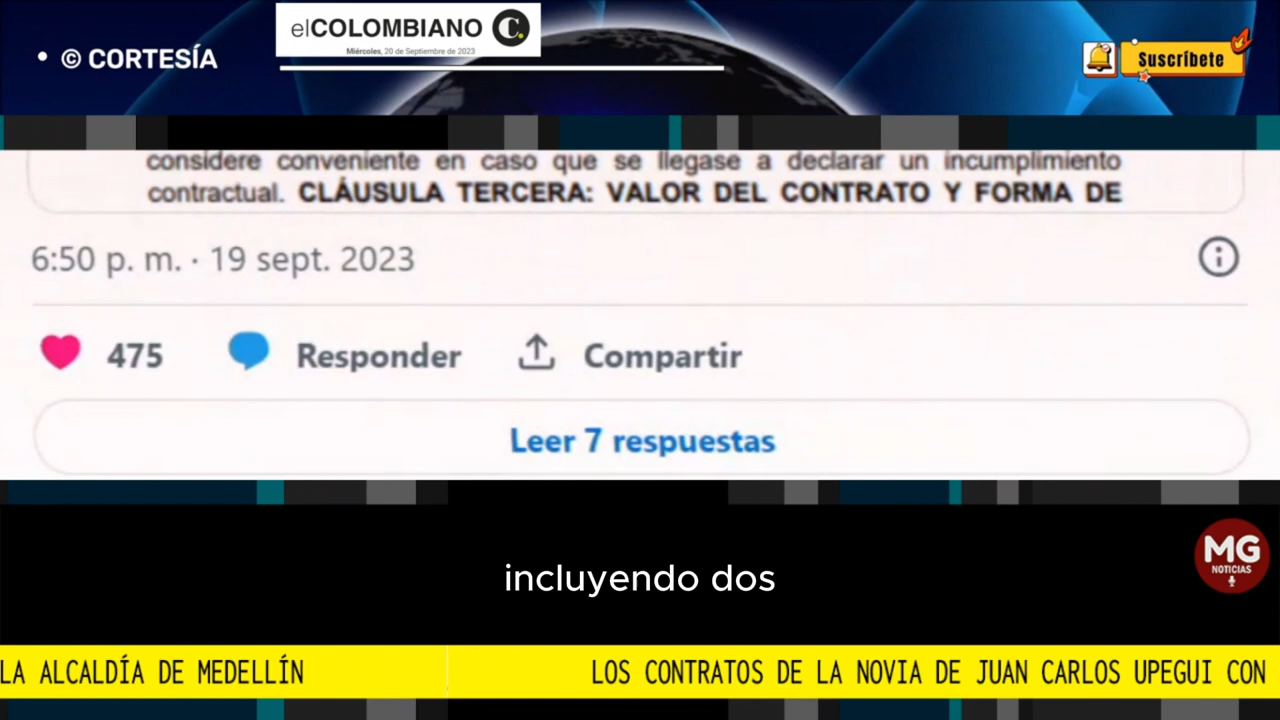 • © CORTESÍA
elCOLOMBIANO C.
Miércoles, 20 de Septiembre de 2023
Suscríbete
considere conveniente en caso que se llegase a declarar un incumplimiento
contractual. CLÁUSULA TERCERA: VALOR DEL CONTRATO Y FORMA DE
6:50 p. m. · 19 sept. 2023
475 Responder Compartir
Leer 7 respuestas
MG
NOTICIAS
incluyendo dos
LA ALCALDÍA DE MEDELLÍN LOS CONTRATOS DE LA NOVIA DE JUAN CARLOS UPEGUI CON